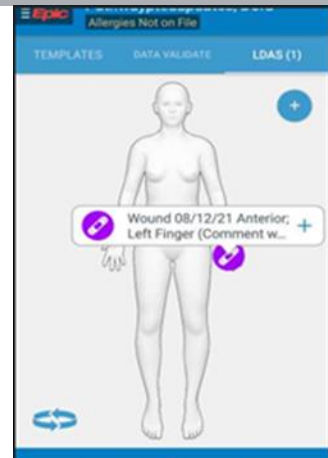 Epic
Allergies Not on File
TEMPLATES DATA VALIDATE LDAS (1)
+
Wound 08/12/21 Anterior; +
Left Finger (Comment w...